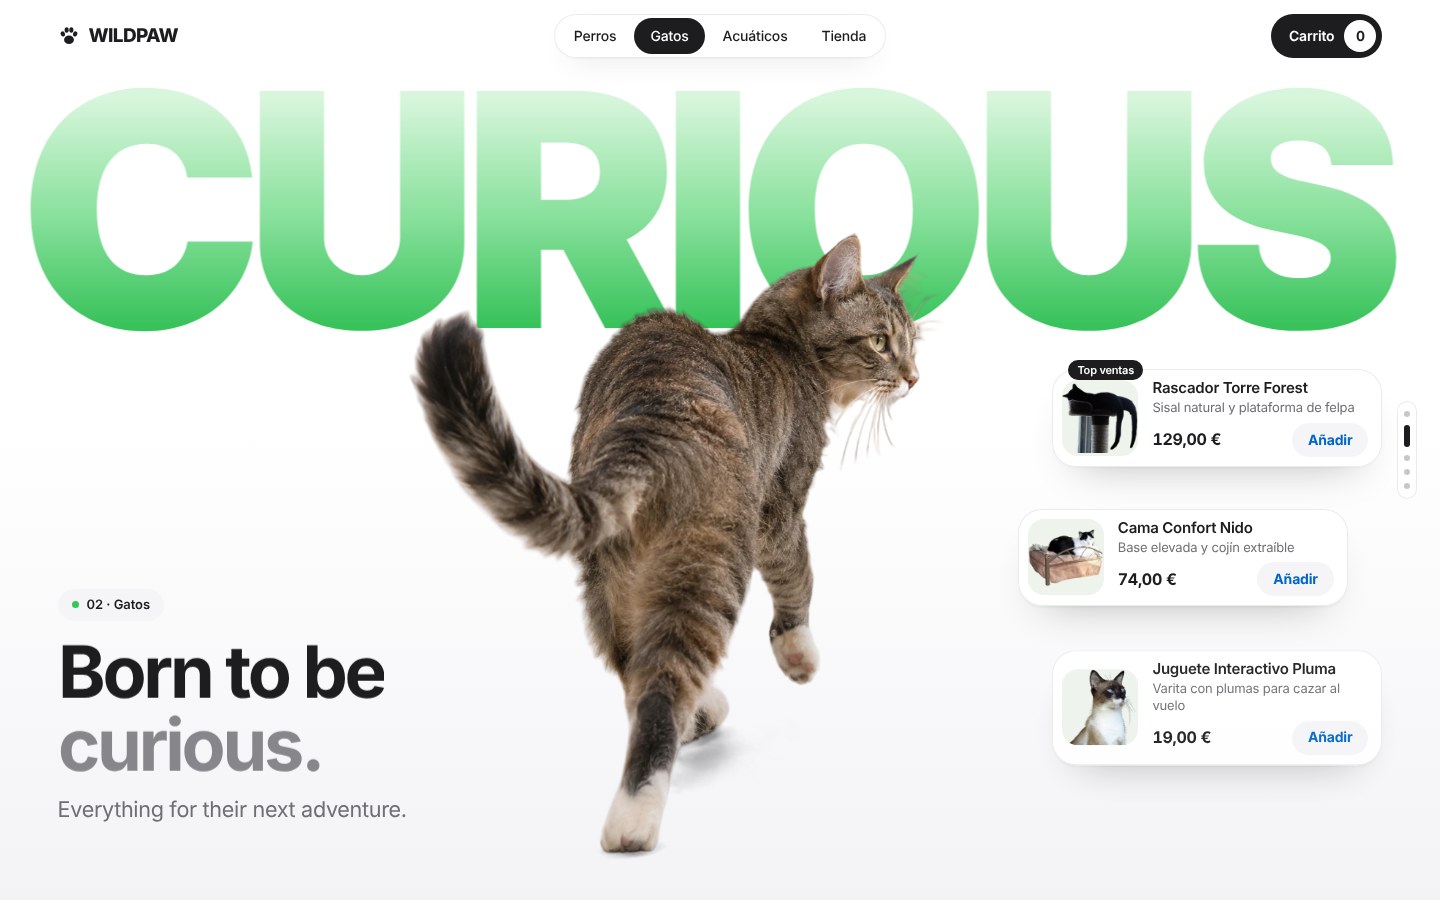 WILDPAW
Perros
Gatos
Acuáticos
Tienda
Carrito
0
CURIOUS
Top ventas
Rascador Torre Forest
Sisal natural y plataforma de felpa
129,00 €
Añadir
Cama Confort Nido
Base elevada y cojín extraíble
74,00 €
Añadir
02 · Gatos
Born to be
curious.
Everything for their next adventure.
Juguete Interactivo Pluma
Varita con plumas para cazar al
vuelo
19,00 €
Añadir